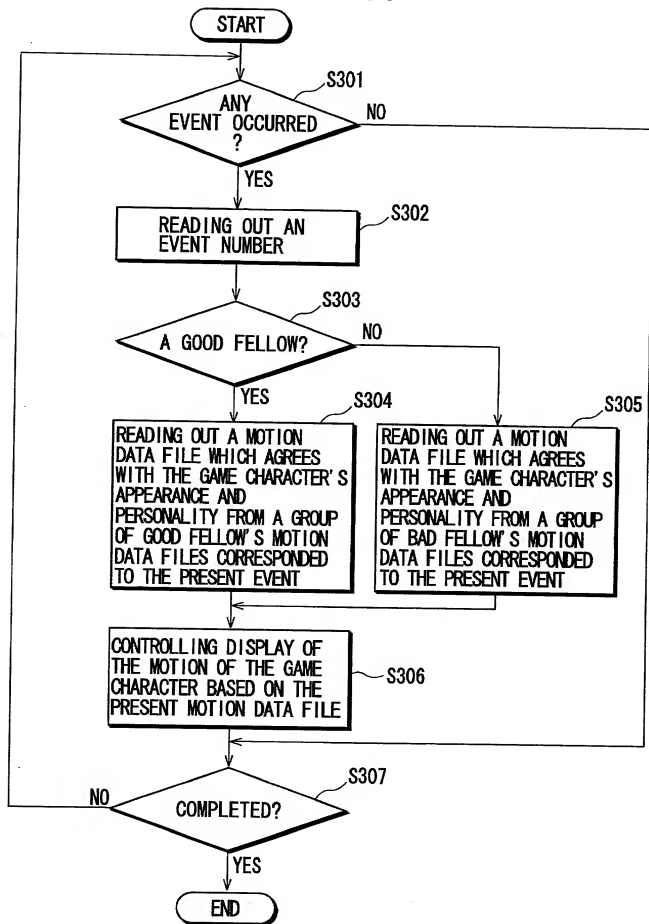 START
S301
ANY
EVENT OCCURRED
?
NO
YES
S302
READING OUT AN
EVENT NUMBER
S303
A GOOD FELLOW?
NO
YES
S304
READING OUT A MOTION
DATA FILE WHICH AGREES
WITH THE GAME CHARACTER'S
APPEARANCE AND
PERSONALITY FROM A GROUP
OF GOOD FELLOW'S MOTION
DATA FILES CORRESPONDED
TO THE PRESENT EVENT
S305
READING OUT A MOTION
DATA FILE WHICH AGREES
WITH THE GAME CHARACTER'S
APPEARANCE AND
PERSONALITY FROM A GROUP
OF BAD FELLOW'S MOTION
DATA FILES CORRESPONDED
TO THE PRESENT EVENT
CONTROLLING DISPLAY OF
THE MOTION OF THE GAME
CHARACTER BASED ON THE
PRESENT MOTION DATA FILE
S306
S307
NO
COMPLETED?
YES
END